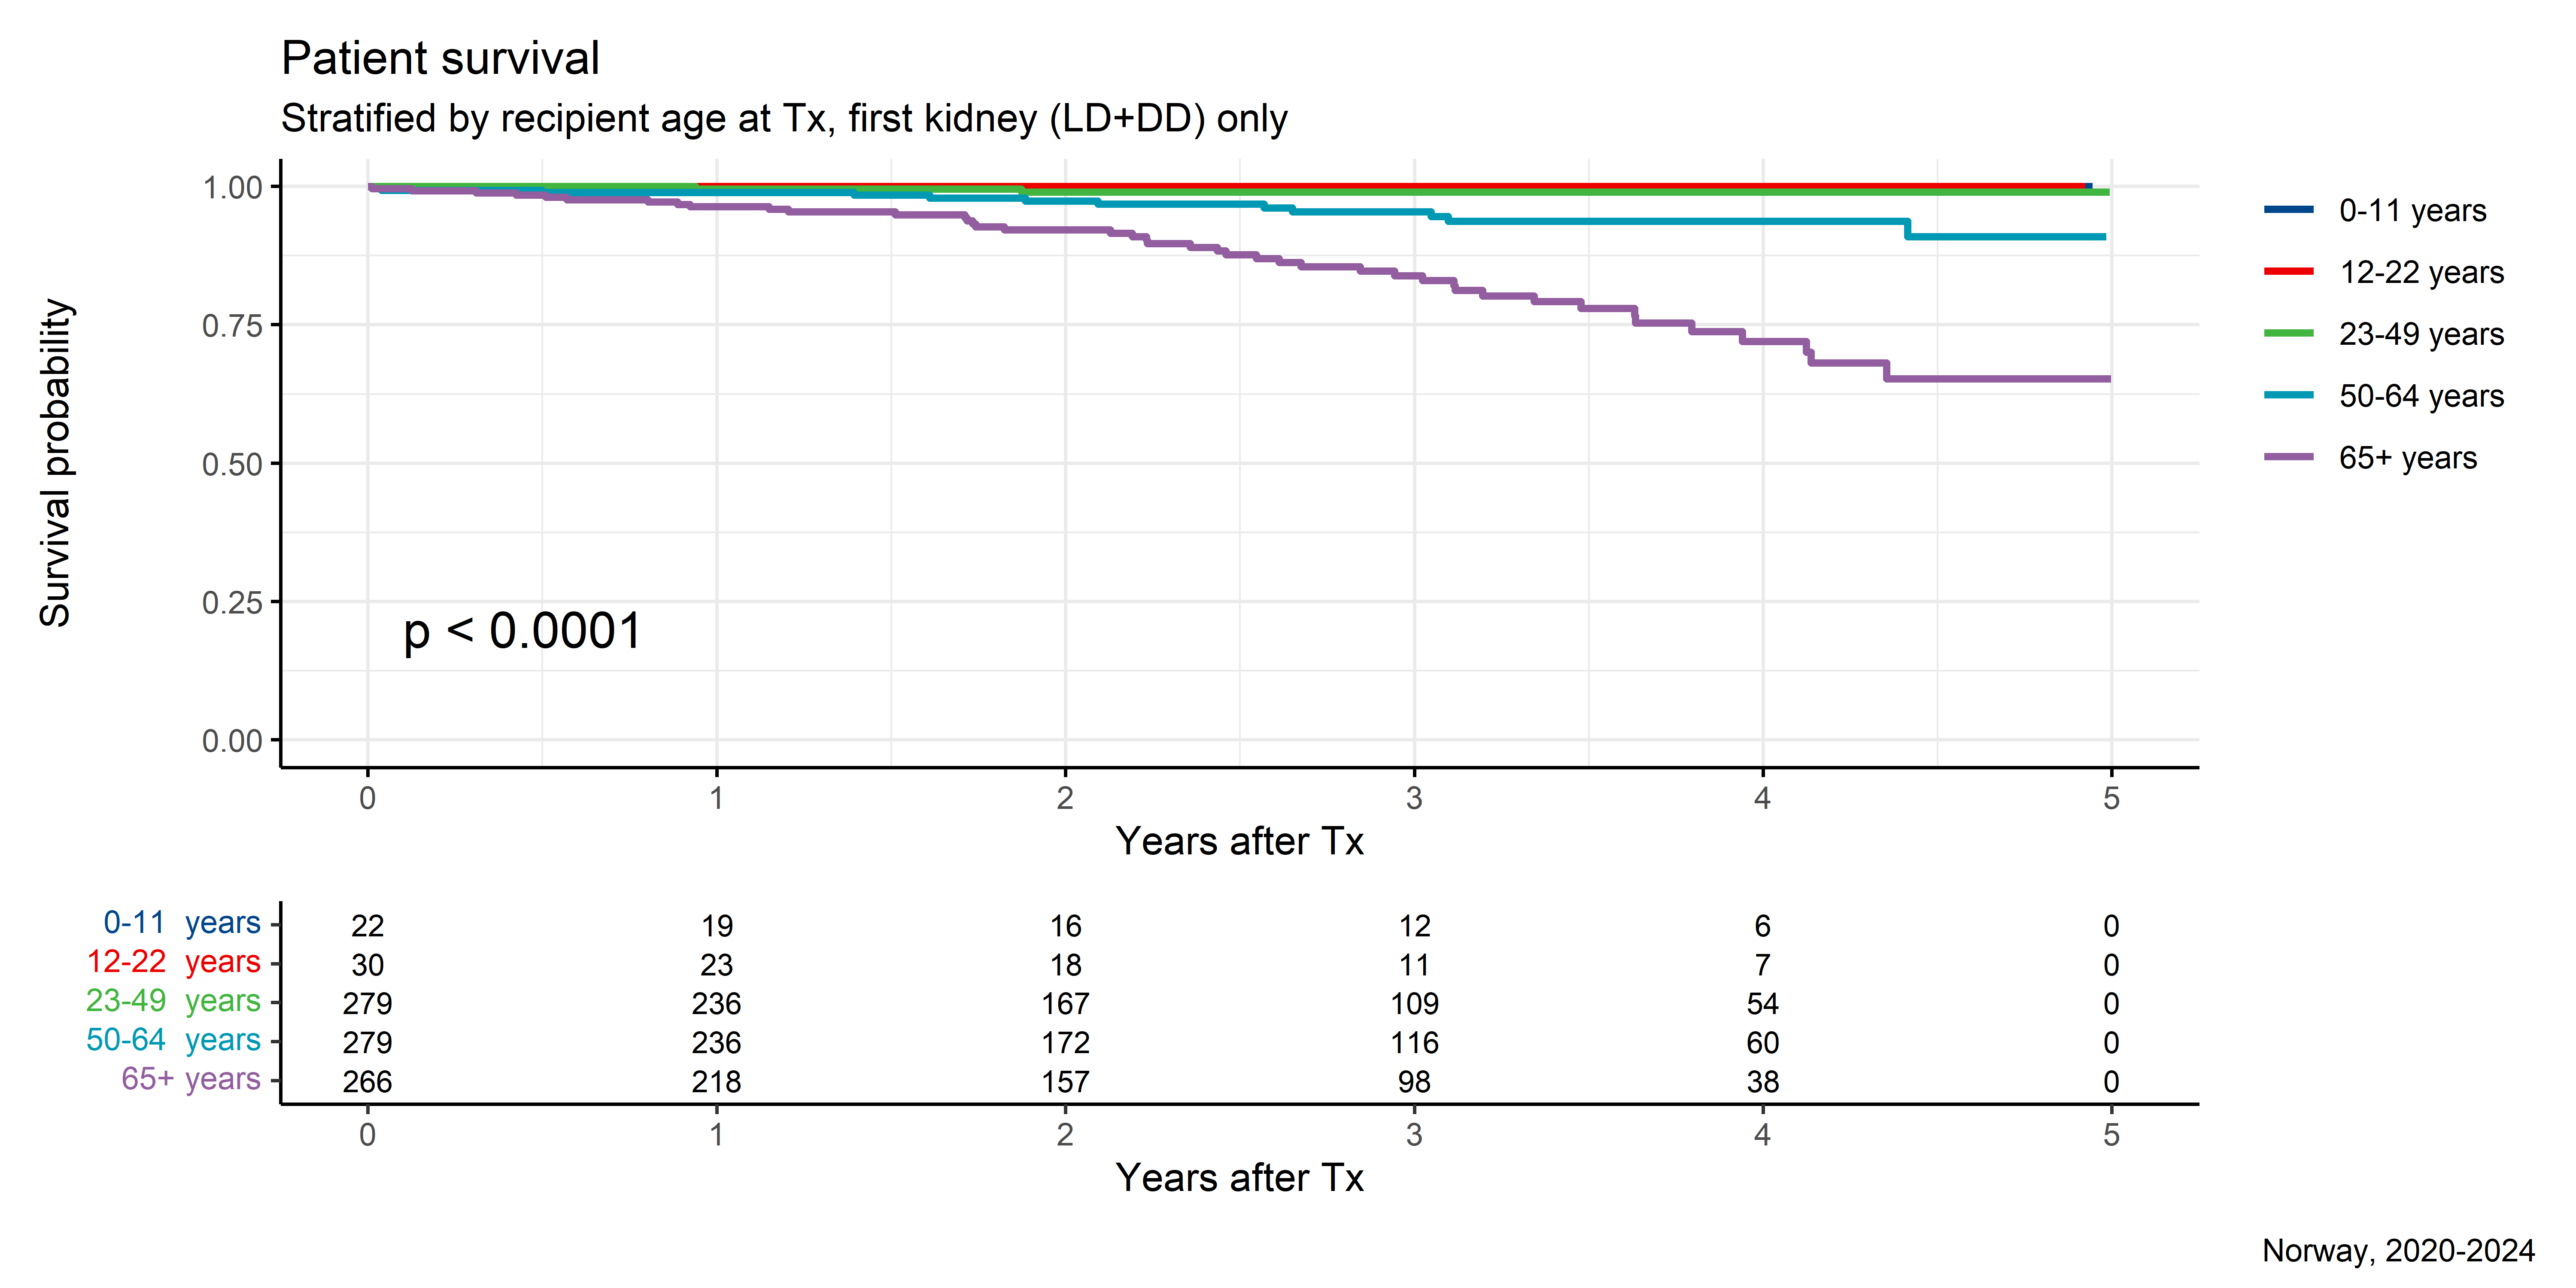 Patient survival
Stratified by recipient age at Tx, first kidney (LD+DD) only
Survival probability
1.00
0.75
0.50
0.25
0.00
p < 0.0001
0 1 2 3 4 5
Years after Tx
0-11 years
12-22 years
23-49 years
50-64 years
65+ years
0-11 years 22 19 16 12 6 0
12-22 years 30 23 18 11 7 0
23-49 years 279 236 167 109 54 0
50-64 years 279 236 172 116 60 0
65+ years 266 218 157 98 38 0
0 1 2 3 4 5
Years after Tx
Norway, 2020-2024